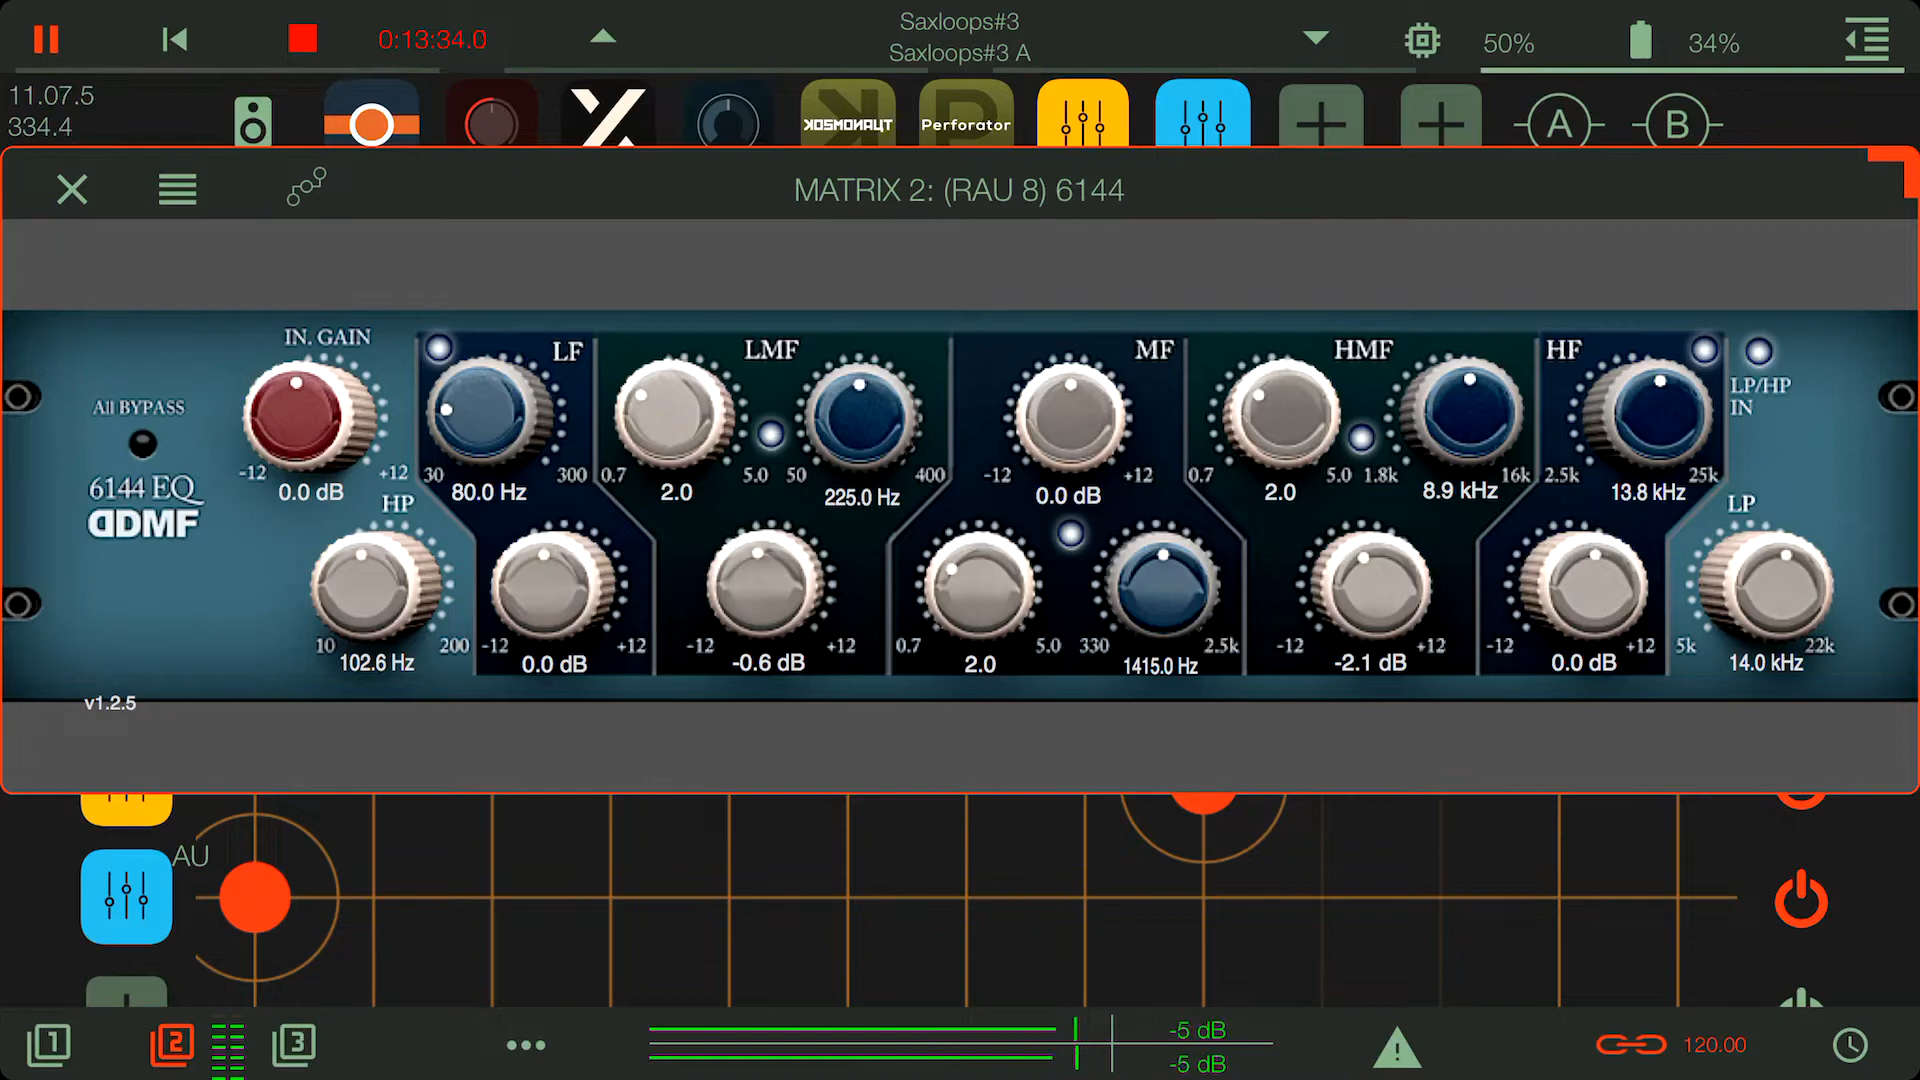 Saxloops#3
0:13:34.0
50%
34%
Saxloops#3 A
11.07.5
334.4
KOSMONAUT
Perforator
A
B
MATRIX 2: (RAU 8) 6144
IN. GAIN
LF
LMF
MF
HMF
HF
LP/HP
IN
All BYPASS
-12
+12
30
300
0.7
5.0
50
400
-12
+12
0.7
5.0
1.8k
16k
2.5k
25k
0.0 dB
80.0 Hz
2.0
225.0 Hz
0.0 dB
2.0
8.9 kHz
13.8 kHz
6144 EQ
DDMF
HP
LP
10
200
-12
+12
-12
+12
0.7
5.0
330
2.5k
-12
+12
-12
+12
5k
22k
102.6 Hz
0.0 dB
-0.6 dB
2.0
1415.0 Hz
-2.1 dB
0.0 dB
14.0 kHz
v1.2.5
AU
1
2
3
-5 dB
-5 dB
120.00